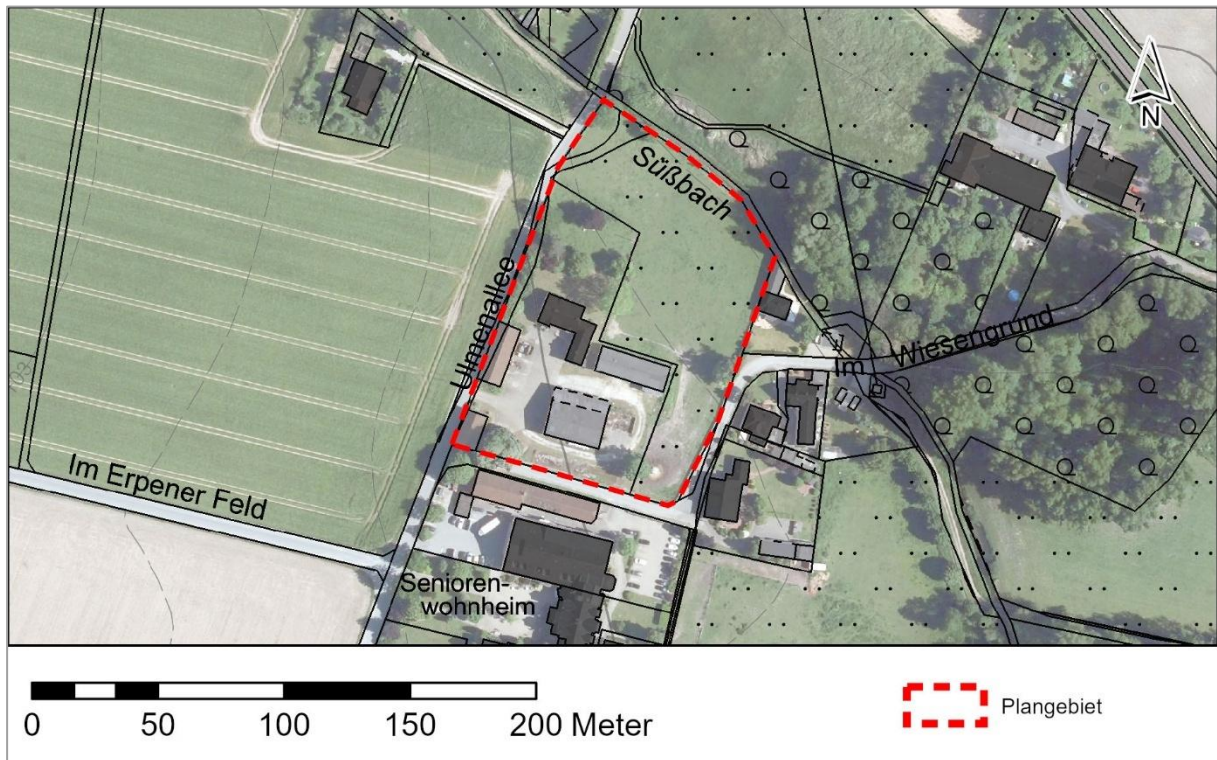 N
Süßbach
Ulmenallee
Im Wiesengrund
Im Erpener Feld
Senioren-
wohnheim
0 50 100 150 200 Meter
Plangebiet